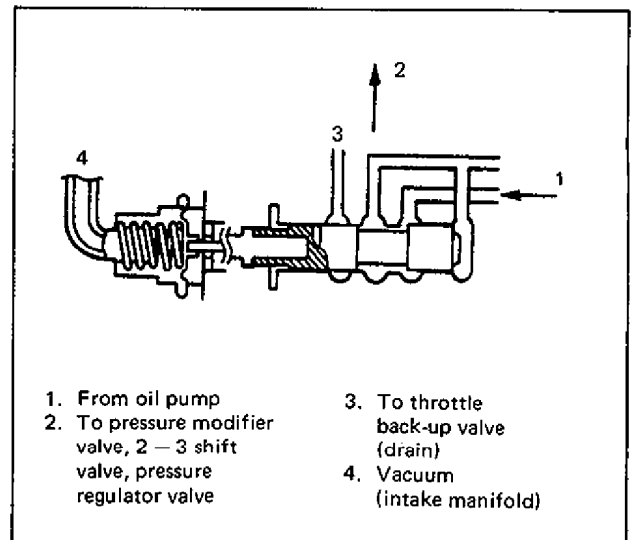 2
3
4
1
1. From oil pump
2. To pressure modifier
valve, 2 – 3 shift
valve, pressure
regulator valve
3. To throttle
back-up valve
(drain)
4. Vacuum
(intake manifold)